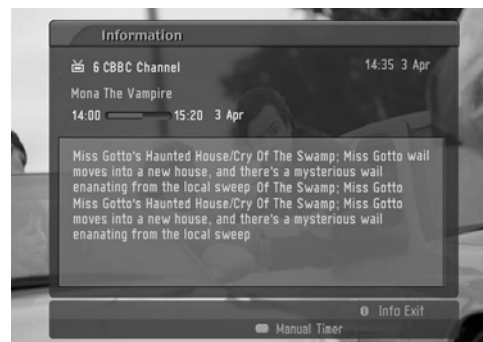 Information
6 CBBC Channel 14:35 3 Apr
Mona The Vampire
14:00 15:20 3 Apr
Miss Gotto's Haunted House/Cry Of The Swamp; Miss Gotto wail
moves into a new house, and there's a mysterious wail
enanating from the local sweep Of The Swamp; Miss Gotto
Miss Gotto's Haunted House/Cry Of The Swamp; Miss Gotto
moves into a new house, and there's a mysterious wail
enanating from the local sweep
i Info Exit
Manual Timer